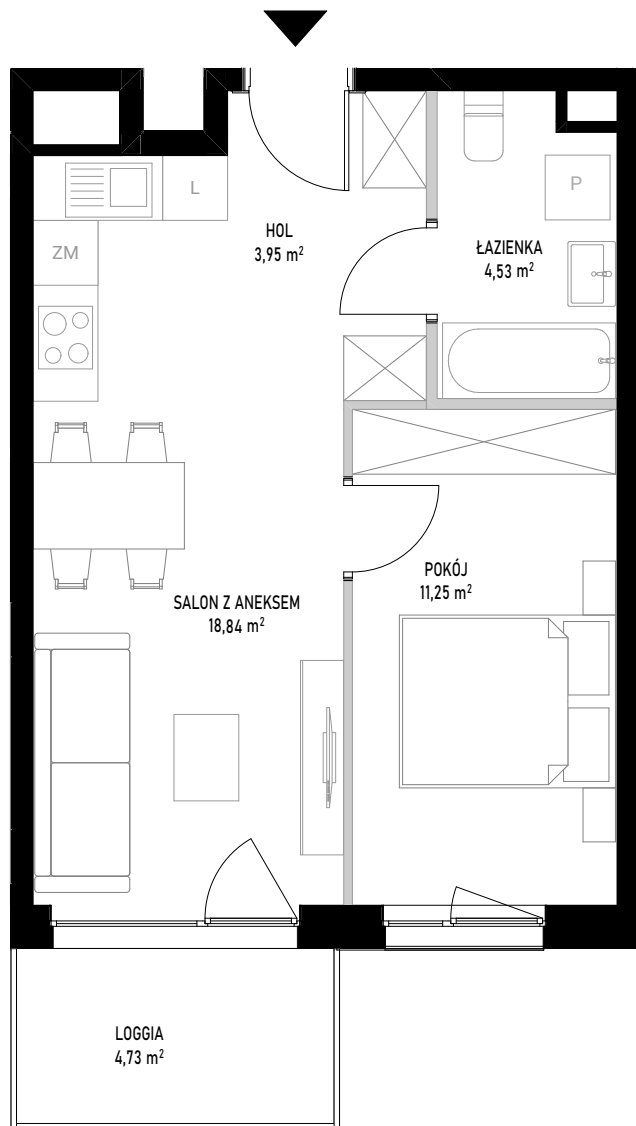 L
P
HOL
3,95 m²
ŁAZIENKA
4,53 m²
ZM
POKÓJ
11,25 m²
SALON Z ANEKSEM
18,84 m²
LOGGIA
4,73 m²